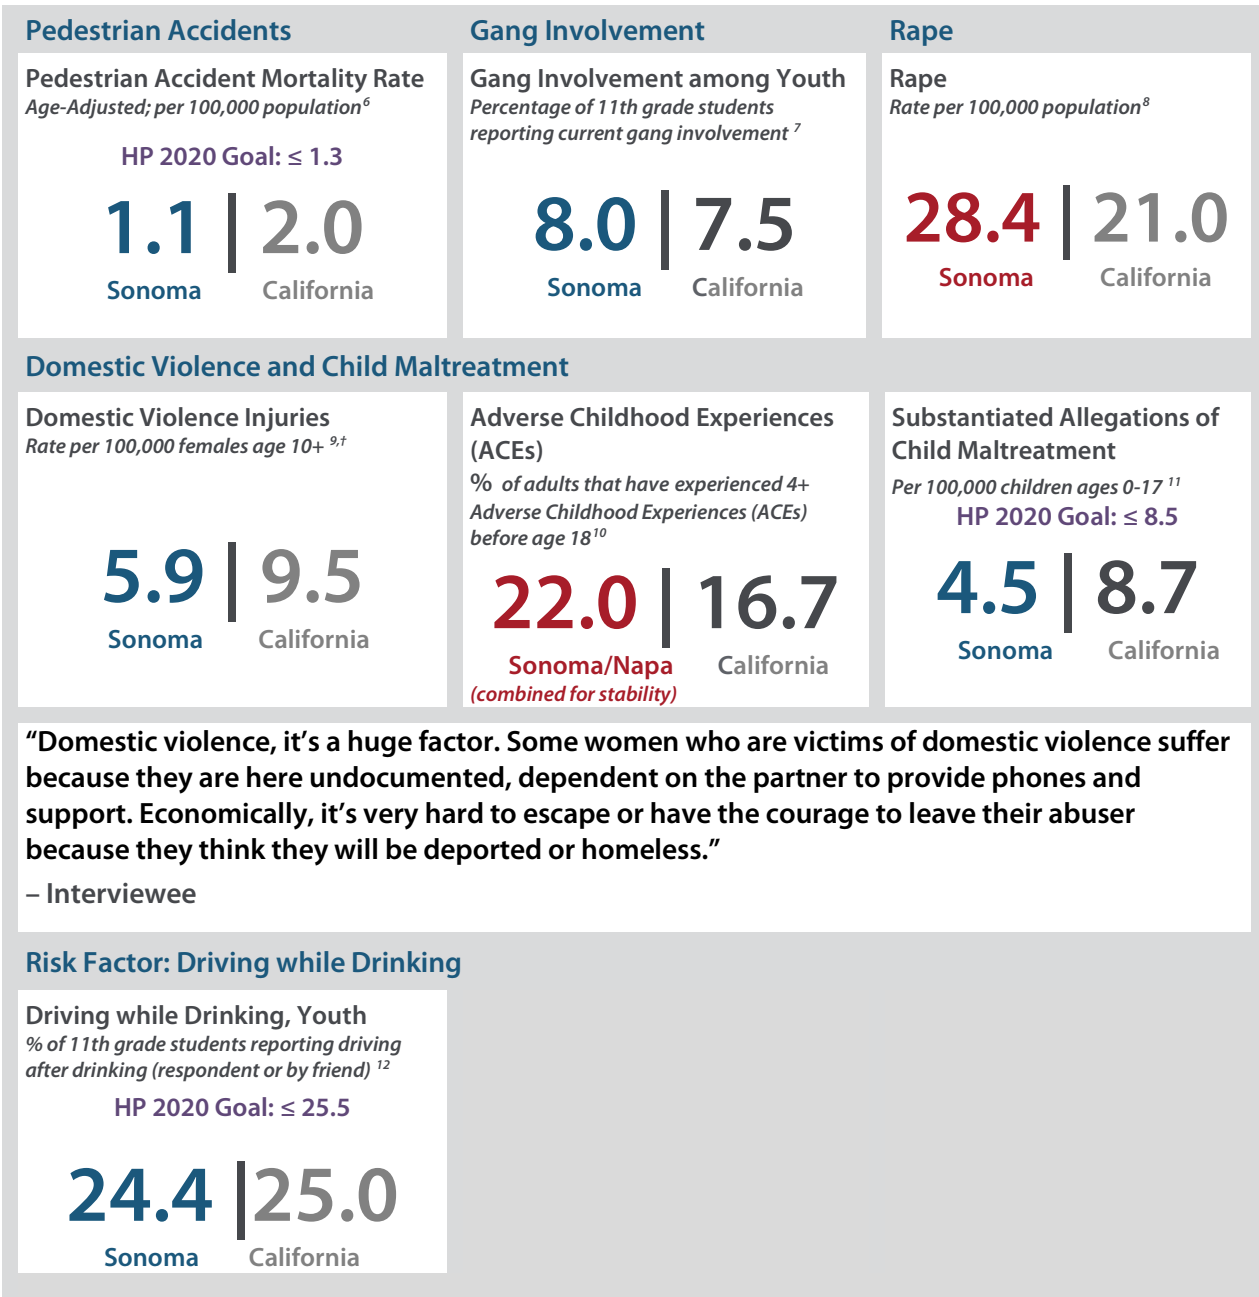 Pedestrian Accidents
Pedestrian Accident Mortality Rate
Age-Adjusted; per 100,000 population6
HP 2020 Goal: ≤ 1.3
1.1 | 2.0
Sonoma California
Gang Involvement
Gang Involvement among Youth
Percentage of 11th grade students
reporting current gang involvement 7
8.0 | 7.5
Sonoma California
Rape
Rape
Rate per 100,000 population8
28.4 | 21.0
Sonoma California
Domestic Violence and Child Maltreatment
Domestic Violence Injuries
Rate per 100,000 females age 10+ 9,†
5.9 | 9.5
Sonoma California
Adverse Childhood Experiences
(ACEs)
% of adults that have experienced 4+
Adverse Childhood Experiences (ACEs)
before age 1810
22.0 | 16.7
Sonoma/Napa California
(combined for stability)
Substantiated Allegations of
Child Maltreatment
Per 100,000 children ages 0-17 11
HP 2020 Goal: ≤ 8.5
4.5 | 8.7
Sonoma California
“Domestic violence, it’s a huge factor. Some women who are victims of domestic violence suffer
because they are here undocumented, dependent on the partner to provide phones and
support. Economically, it’s very hard to escape or have the courage to leave their abuser
because they think they will be deported or homeless.”
– Interviewee
Risk Factor: Driving while Drinking
Driving while Drinking, Youth
% of 11th grade students reporting driving
after drinking (respondent or by friend) 12
HP 2020 Goal: ≤ 25.5
24.4 | 25.0
Sonoma California